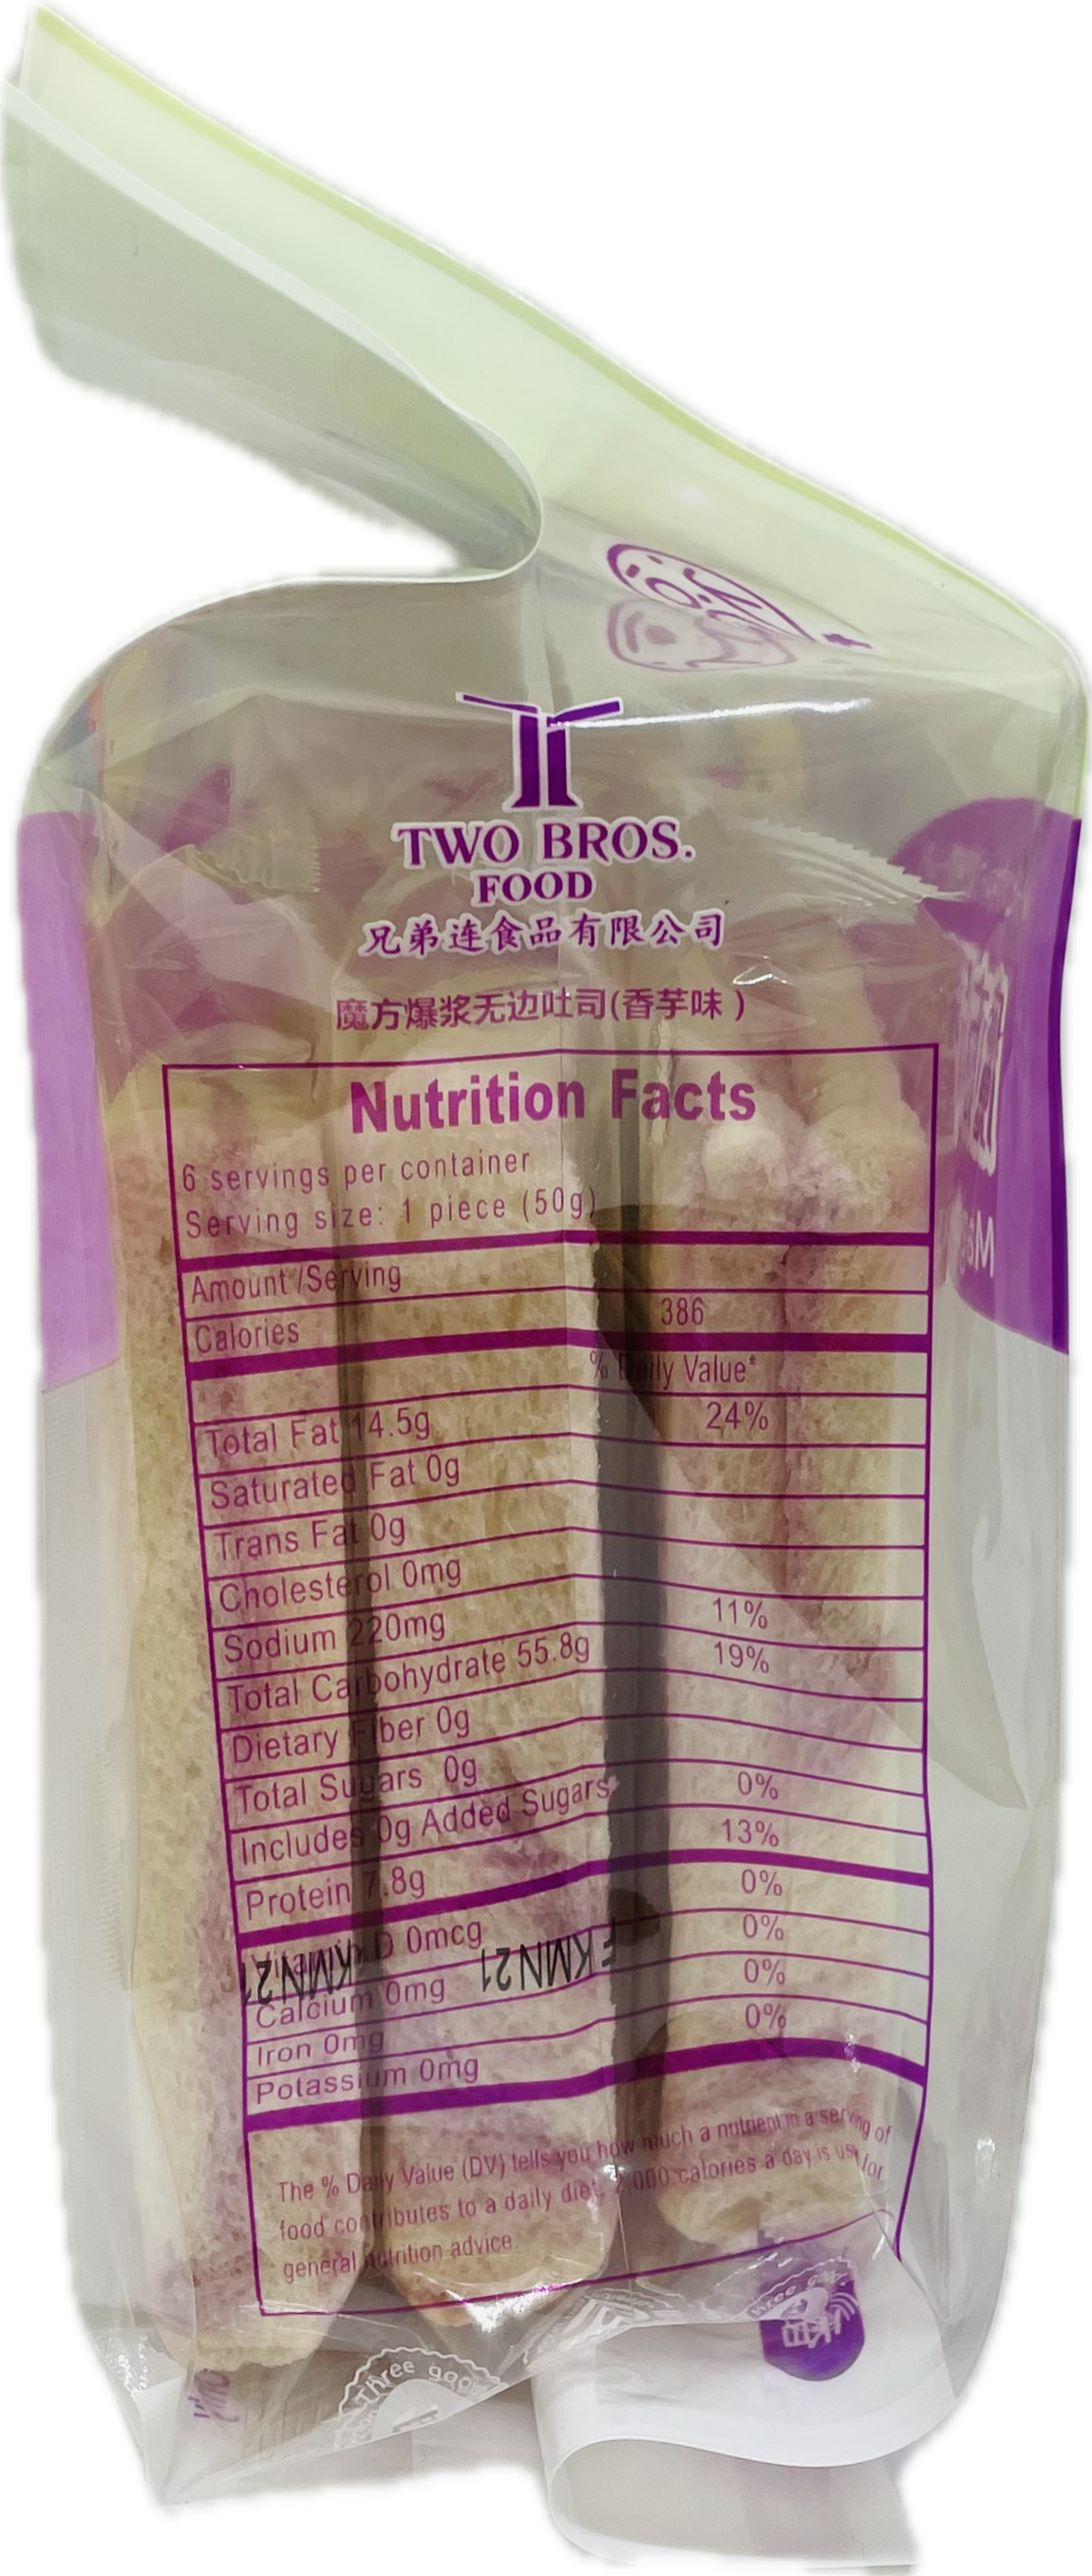 TWO BROS.
FOOD
兄弟连食品有限公司
魔方爆浆无边吐司(香芋味)
Nutrition Facts
6 servings per container
Serving size: 1 piece (50g)
Amount /Serving
Calories 386
% Daily Value*
Total Fat 14.5g 24%
Saturated Fat 0g
Trans Fat 0g
Cholesterol 0mg
Sodium 220mg 11%
Total Carbohydrate 55.8g 19%
Dietary Fiber 0g
Total Sugars 0g
Includes 0g Added Sugars 0%
Protein 7.8g 13%
Vitamin D 0mcg 0%
Calcium 0mg 0%
Iron 0mg 0%
Potassium 0mg 0%
KMN21 KMN21
The % Daily Value (DV) tells you how much a nutrient in a serving of
food contributes to a daily diet. 2,000 calories a day is us for
general nutrition advice.
Three